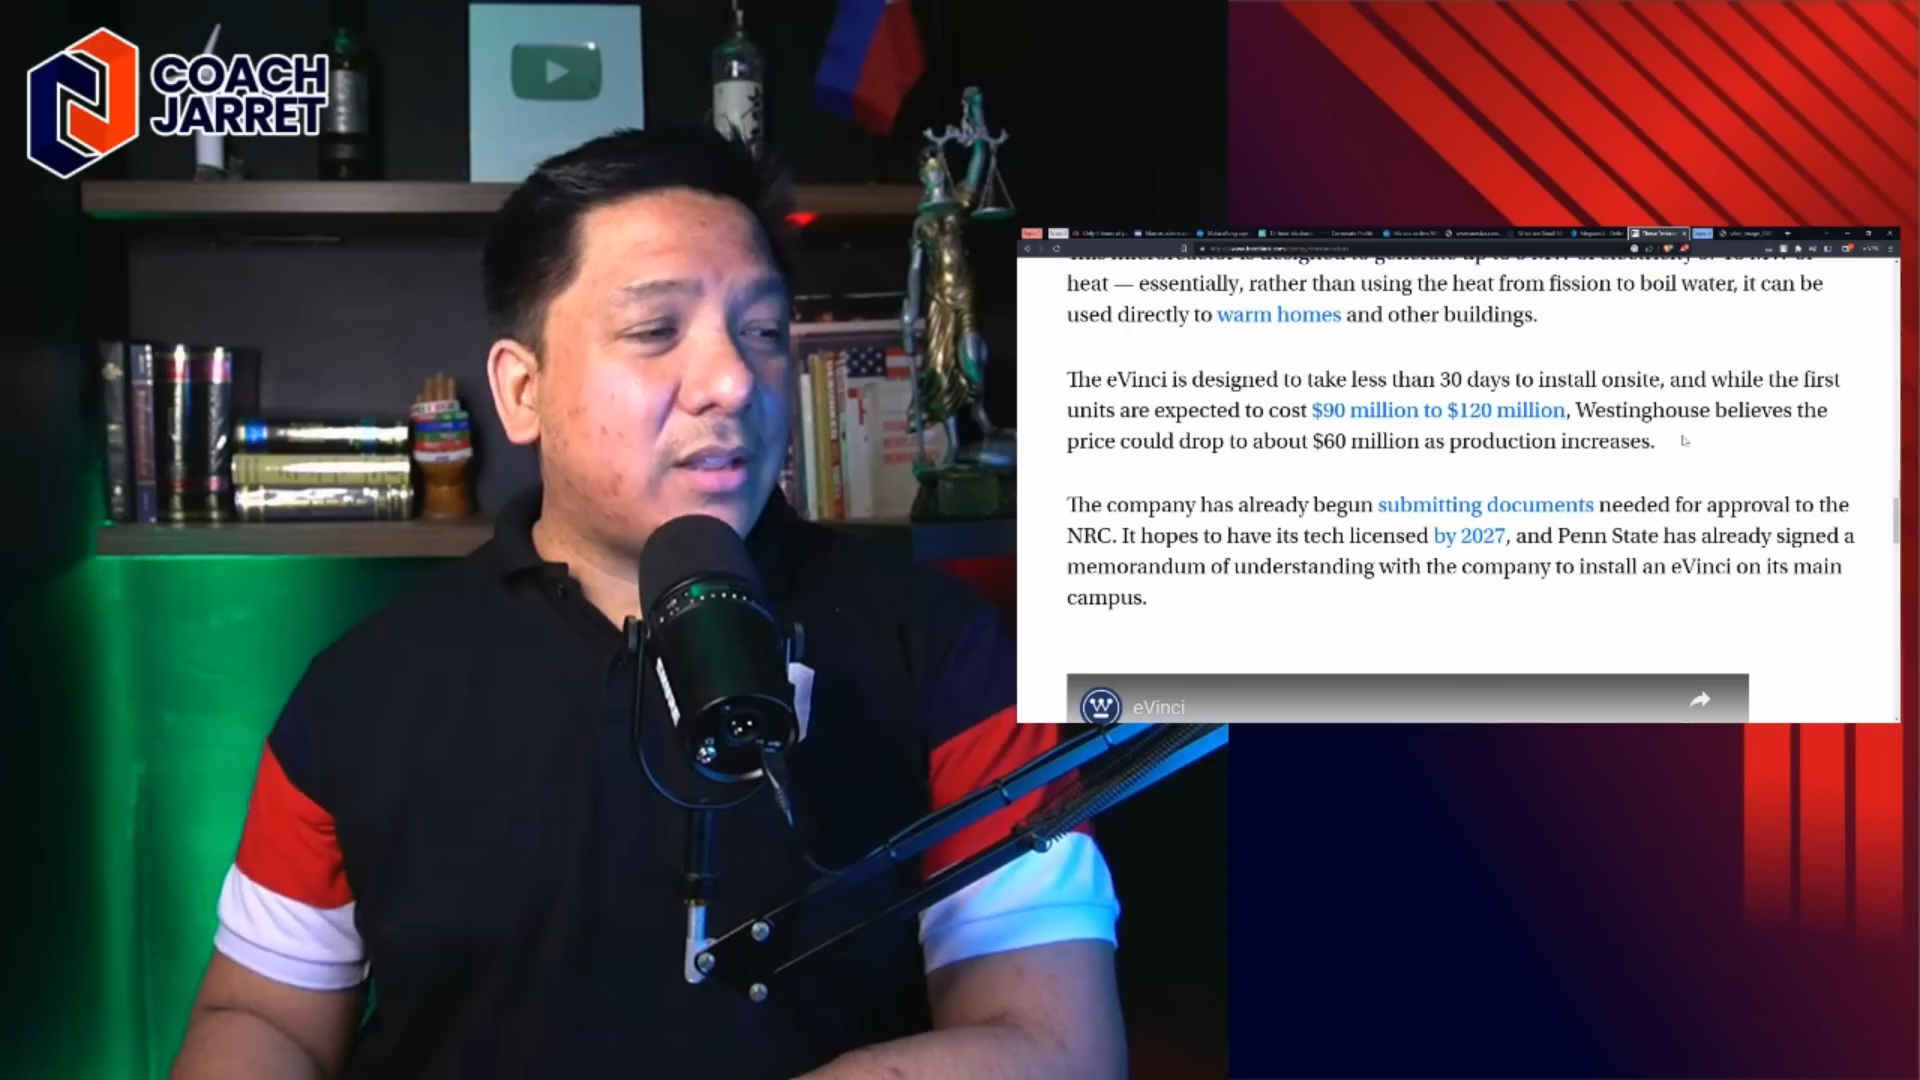 COACH
JARRET
heat — essentially, rather than using the heat from fission to boil water, it can be
used directly to warm homes and other buildings.
The eVinci is designed to take less than 30 days to install onsite, and while the first
units are expected to cost $90 million to $120 million, Westinghouse believes the
price could drop to about $60 million as production increases.
The company has already begun submitting documents needed for approval to the
NRC. It hopes to have its tech licensed by 2027, and Penn State has already signed a
memorandum of understanding with the company to install an eVinci on its main
campus.
eVinci